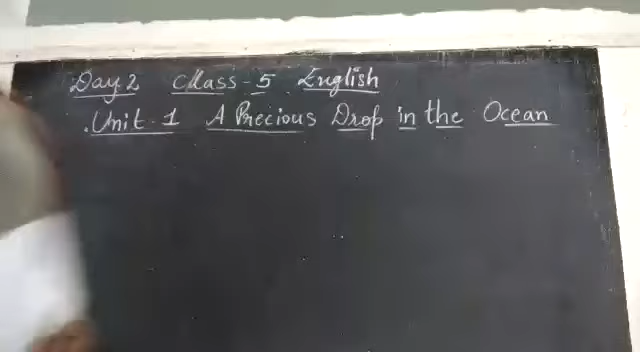 Day 2 Class - 5 English
. Unit - 1 A Precious Drop in the Ocean